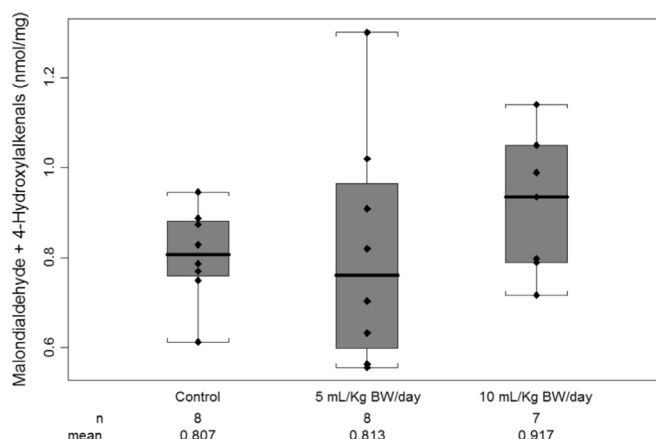 Malondialdehyde + 4-Hydroxylalkenals (nmol/mg)
1.2
1.0
0.8
0.6
Control 5 mL/Kg BW/day 10 mL/Kg BW/day
n 8 8 7
mean 0.807 0.813 0.917